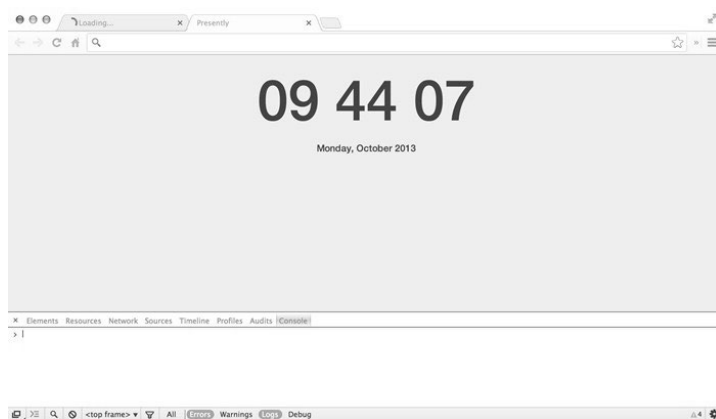 Loading... Presently
09 44 07
Monday, October 2013
Elements Resources Network Sources Timeline Profiles Audits Console
<top frame> All Errors Warnings Logs Debug 4